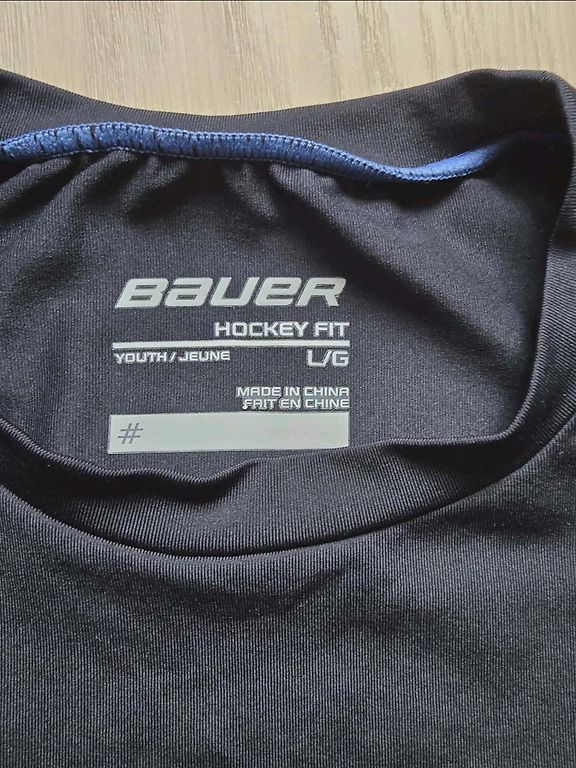 BAUER
HOCKEY FIT
YOUTH / JEUNE L/G
MADE IN CHINA
FAIT EN CHINE
#